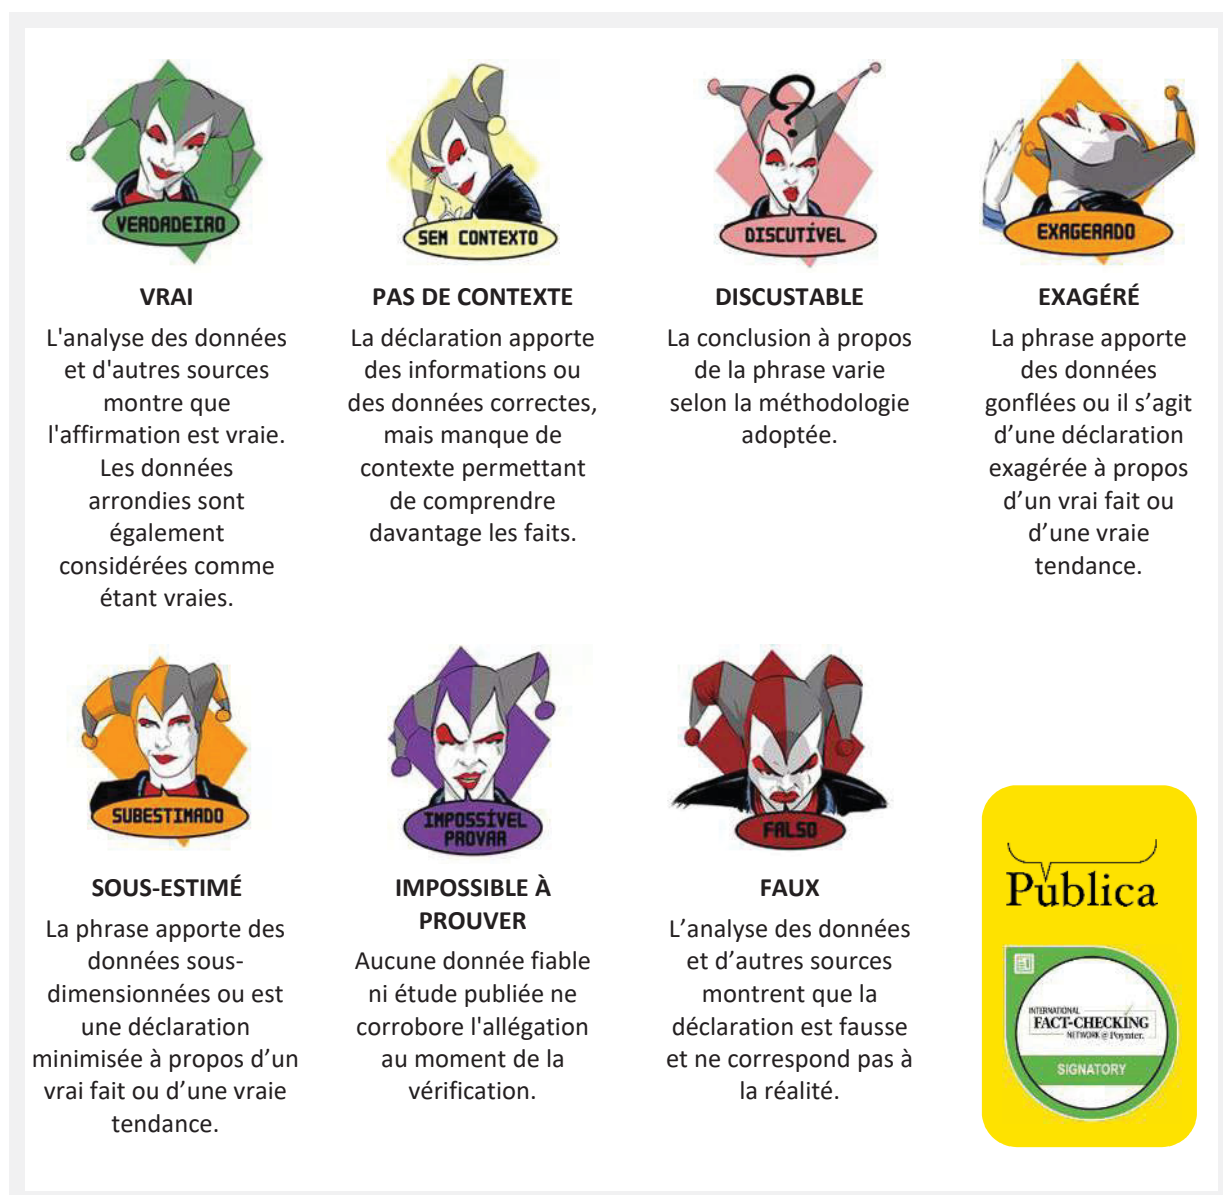 VERDADEIRO
SEM CONTEXTO
?
DISCUTÍVEL
EXAGERADO
VRAI
L'analyse des données
et d'autres sources
montre que
l'affirmation est vraie.
Les données
arrondies sont
également
considérées comme
étant vraies.
PAS DE CONTEXTE
La déclaration apporte
des informations ou
des données correctes,
mais manque de
contexte permettant
de comprendre
davantage les faits.
DISCUSTABLE
La conclusion à propos
de la phrase varie
selon la méthodologie
adoptée.
EXAGÉRÉ
La phrase apporte
des données
gonflées ou il s’agit
d’une déclaration
exagérée à propos
d’un vrai fait ou
d’une vraie
tendance.
SUBESTIMADO
IMPOSSÍVEL
PROVAR
FALSO
SOUS-ESTIMÉ
La phrase apporte des
données sous-
dimensionnées ou est
une déclaration
minimisée à propos d’un
vrai fait ou d’une vraie
tendance.
IMPOSSIBLE À
PROUVER
Aucune donnée fiable
ni étude publiée ne
corrobore l'allégation
au moment de la
vérification.
FAUX
L’analyse des données
et d’autres sources
montrent que la
déclaration est fausse
et ne correspond pas à
la réalité.
Pública
INTERNATIONAL
FACT-CHECKING
NETWORK @ Poynter.
SIGNATORY